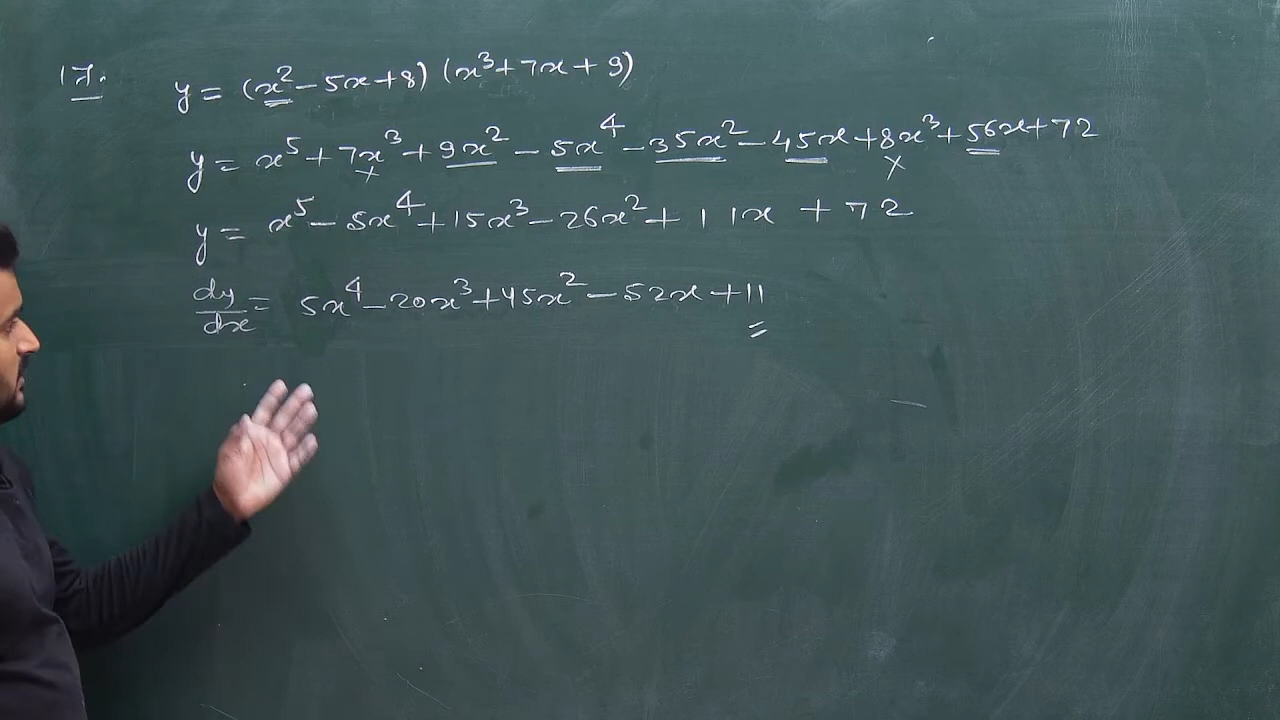 17. y = (x² - 5x + 8) (x³ + 7x + 9)
y = x⁵ + 7x³ + 9x² - 5x⁴ - 35x² - 45x + 8x³ + 56x + 72
y = x⁵ - 5x⁴ + 15x³ - 26x² + 11x + 72
dy/dx = 5x⁴ - 20x³ + 45x² - 52x + 11